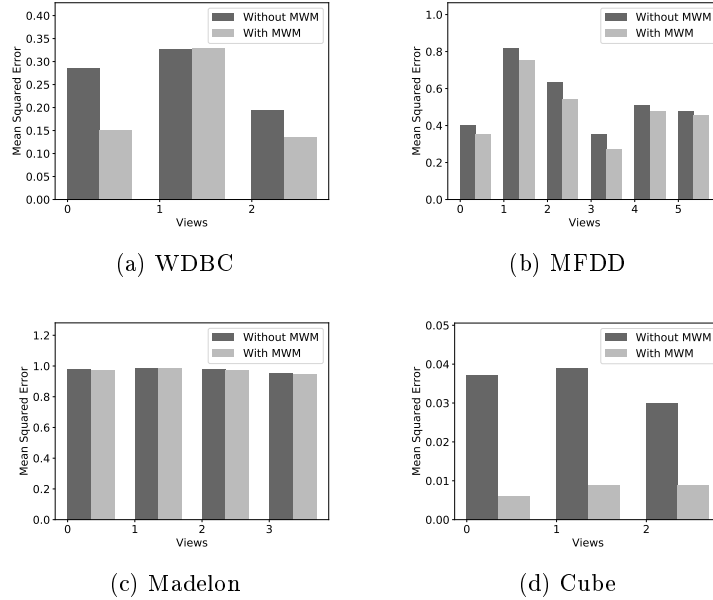 Without MWM
With MWM
Mean Squared Error
0.40
0.35
0.30
0.25
0.20
0.15
0.10
0.05
0.00
0 1 2
Views
(a) WDBC
Without MWM
With MWM
Mean Squared Error
1.0
0.8
0.6
0.4
0.2
0.0
0 1 2 3 4 5
Views
(b) MFDD
Without MWM
With MWM
Mean Squared Error
1.2
1.0
0.8
0.6
0.4
0.2
0.0
0 1 2 3
Views
(c) Madelon
Without MWM
With MWM
Mean Squared Error
0.05
0.04
0.03
0.02
0.01
0.00
0 1 2
Views
(d) Cube